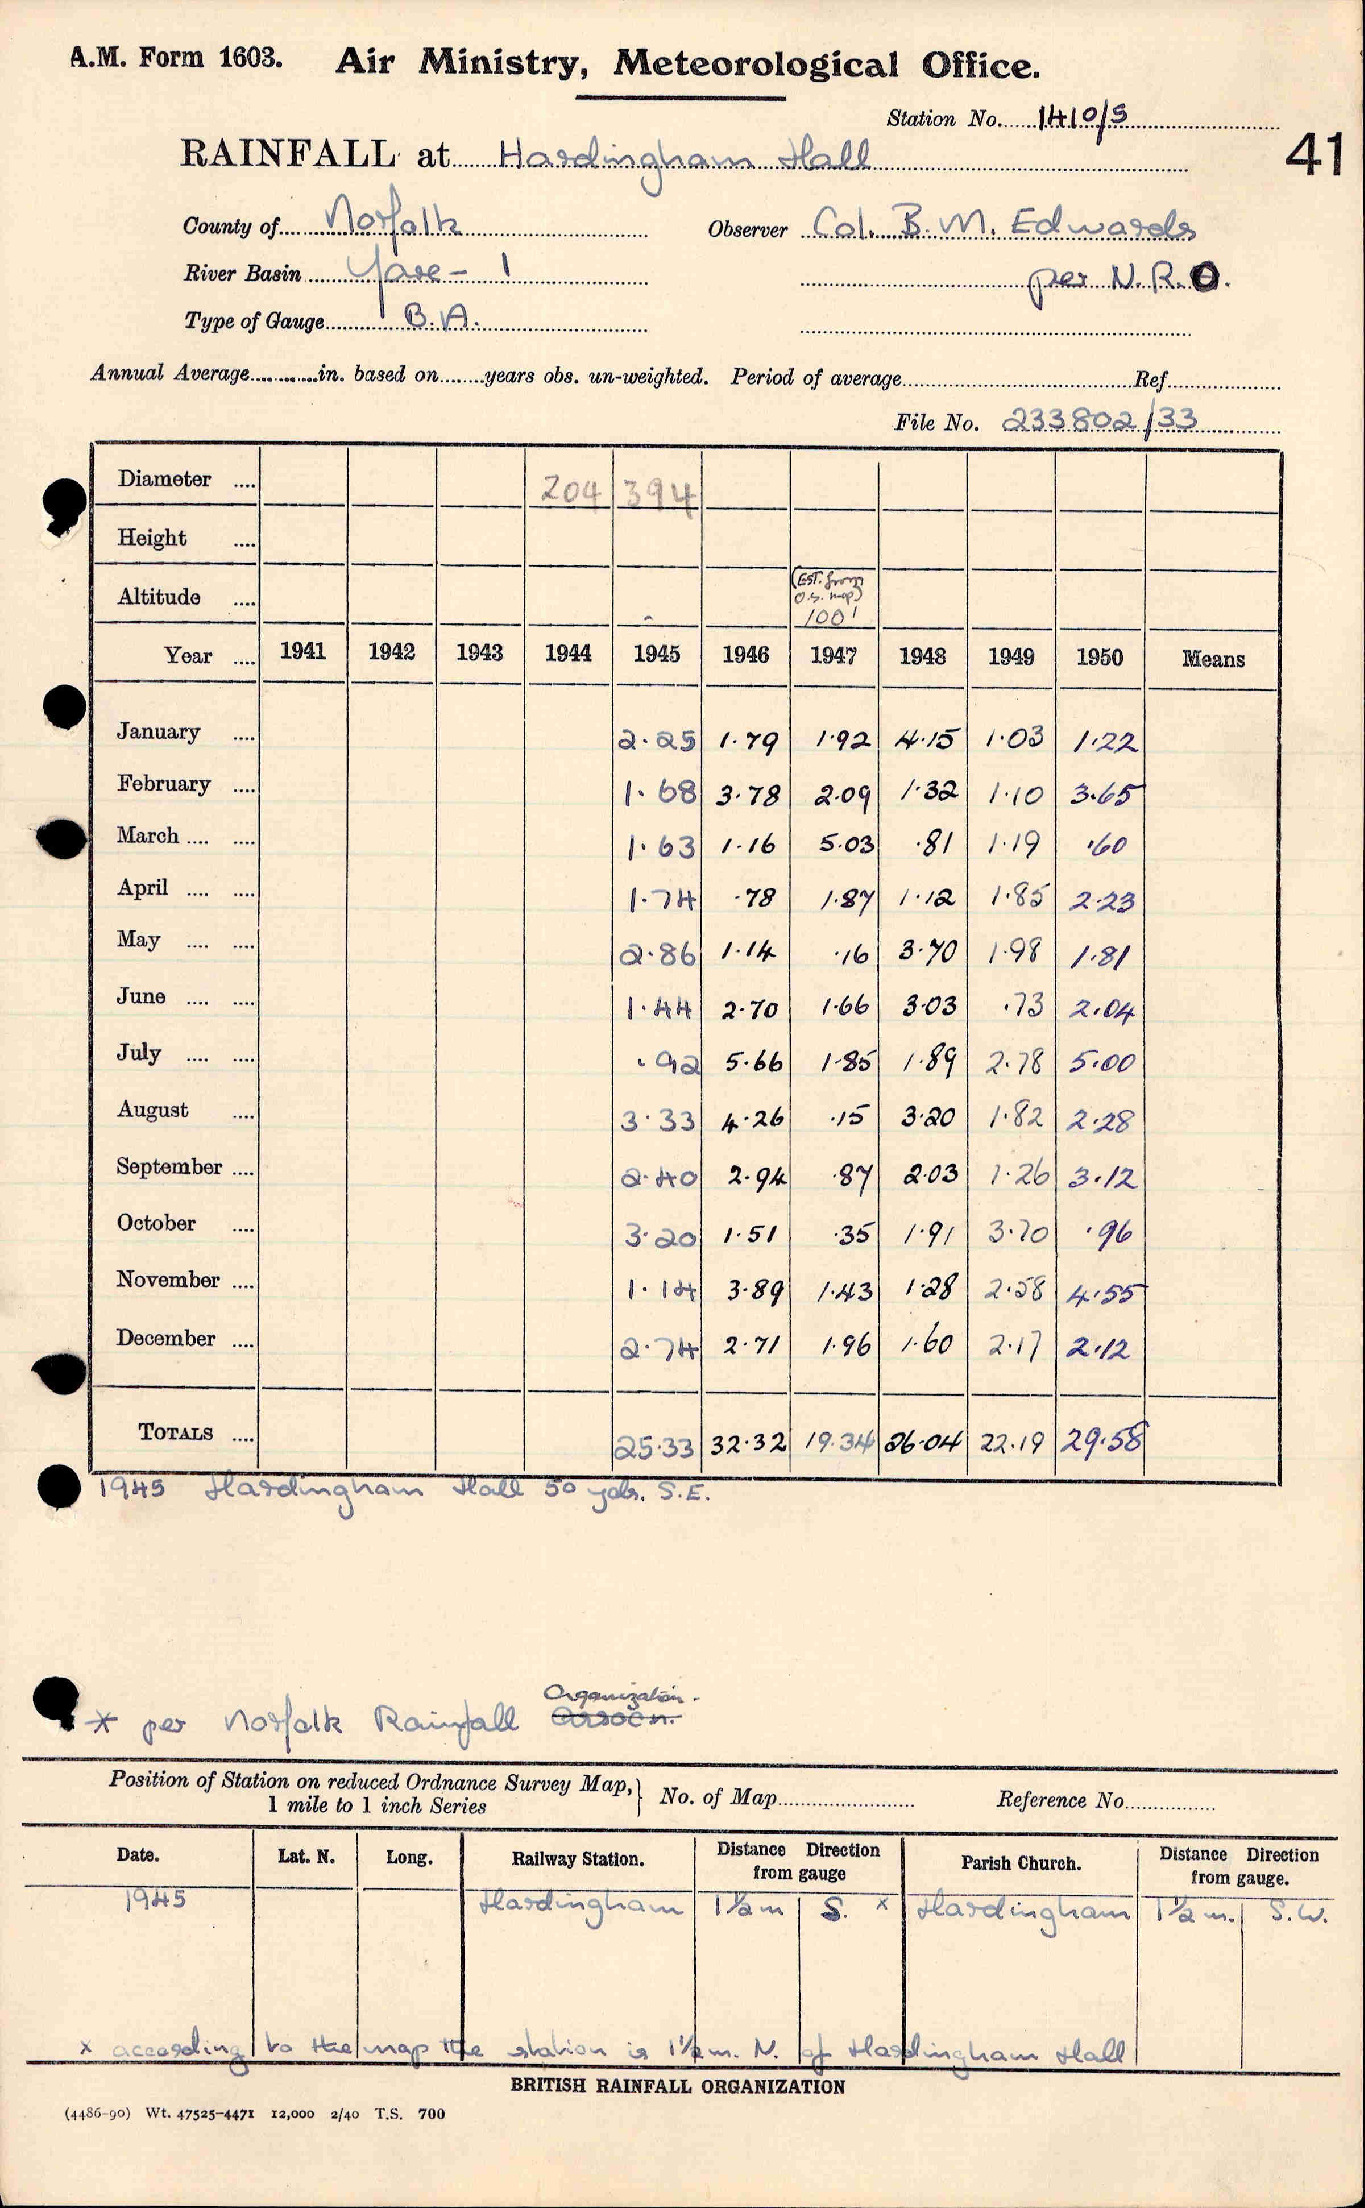 A.M. Form 1603. Air Ministry, Meteorological Office.
Station No. 1410/5
41
RAINFALL at Hardingham Hall
County of Norfolk Observer Col. B. M. Edwards
River Basin Yare - 1 per N.R.O.
Type of Gauge B.A.
Annual Average in. based on years obs. un-weighted. Period of average Ref
File No. 233802/33
Diameter 204 394
Height
Altitude (EST. from O.S. map) 100'
Year 1941 1942 1943 1944 1945 1946 1947 1948 1949 1950 Means
January 2.25 1.79 1.92 4.15 1.03 1.22
February 1.68 3.78 2.09 1.32 1.10 3.65
March 1.63 1.16 5.03 .81 1.19 .60
April 1.74 .78 1.87 1.12 1.85 2.23
May 2.86 1.14 .16 3.70 1.98 1.81
June 1.44 2.70 1.66 3.03 .73 2.04
July .92 5.66 1.85 1.89 2.78 5.00
August 3.33 4.26 .15 3.20 1.82 2.28
September 2.40 2.94 .87 2.03 1.26 3.12
October 3.20 1.51 .35 1.91 3.70 .96
November 1.14 3.89 1.43 1.28 2.58 4.55
December 2.74 2.71 1.96 1.60 2.17 2.12
TOTALS 25.33 32.32 19.34 26.04 22.19 29.58
1945 Hardingham Hall 50 yds. S.E.
Organization.
* per Norfolk Rainfall Assoc'n.
Position of Station on reduced Ordnance Survey Map, 1 mile to 1 inch Series } No. of Map Reference No.
Date. Lat. N. Long. Railway Station. Distance Direction from gauge Parish Church. Distance Direction from gauge.
1945 Hardingham 1½ m S. x Hardingham 1½ m. S.W.
x according to the map the station is 1½ m. N. of Hardingham Hall
BRITISH RAINFALL ORGANIZATION
(4486-90) Wt. 47525-4471 12,000 2/40 T.S. 700